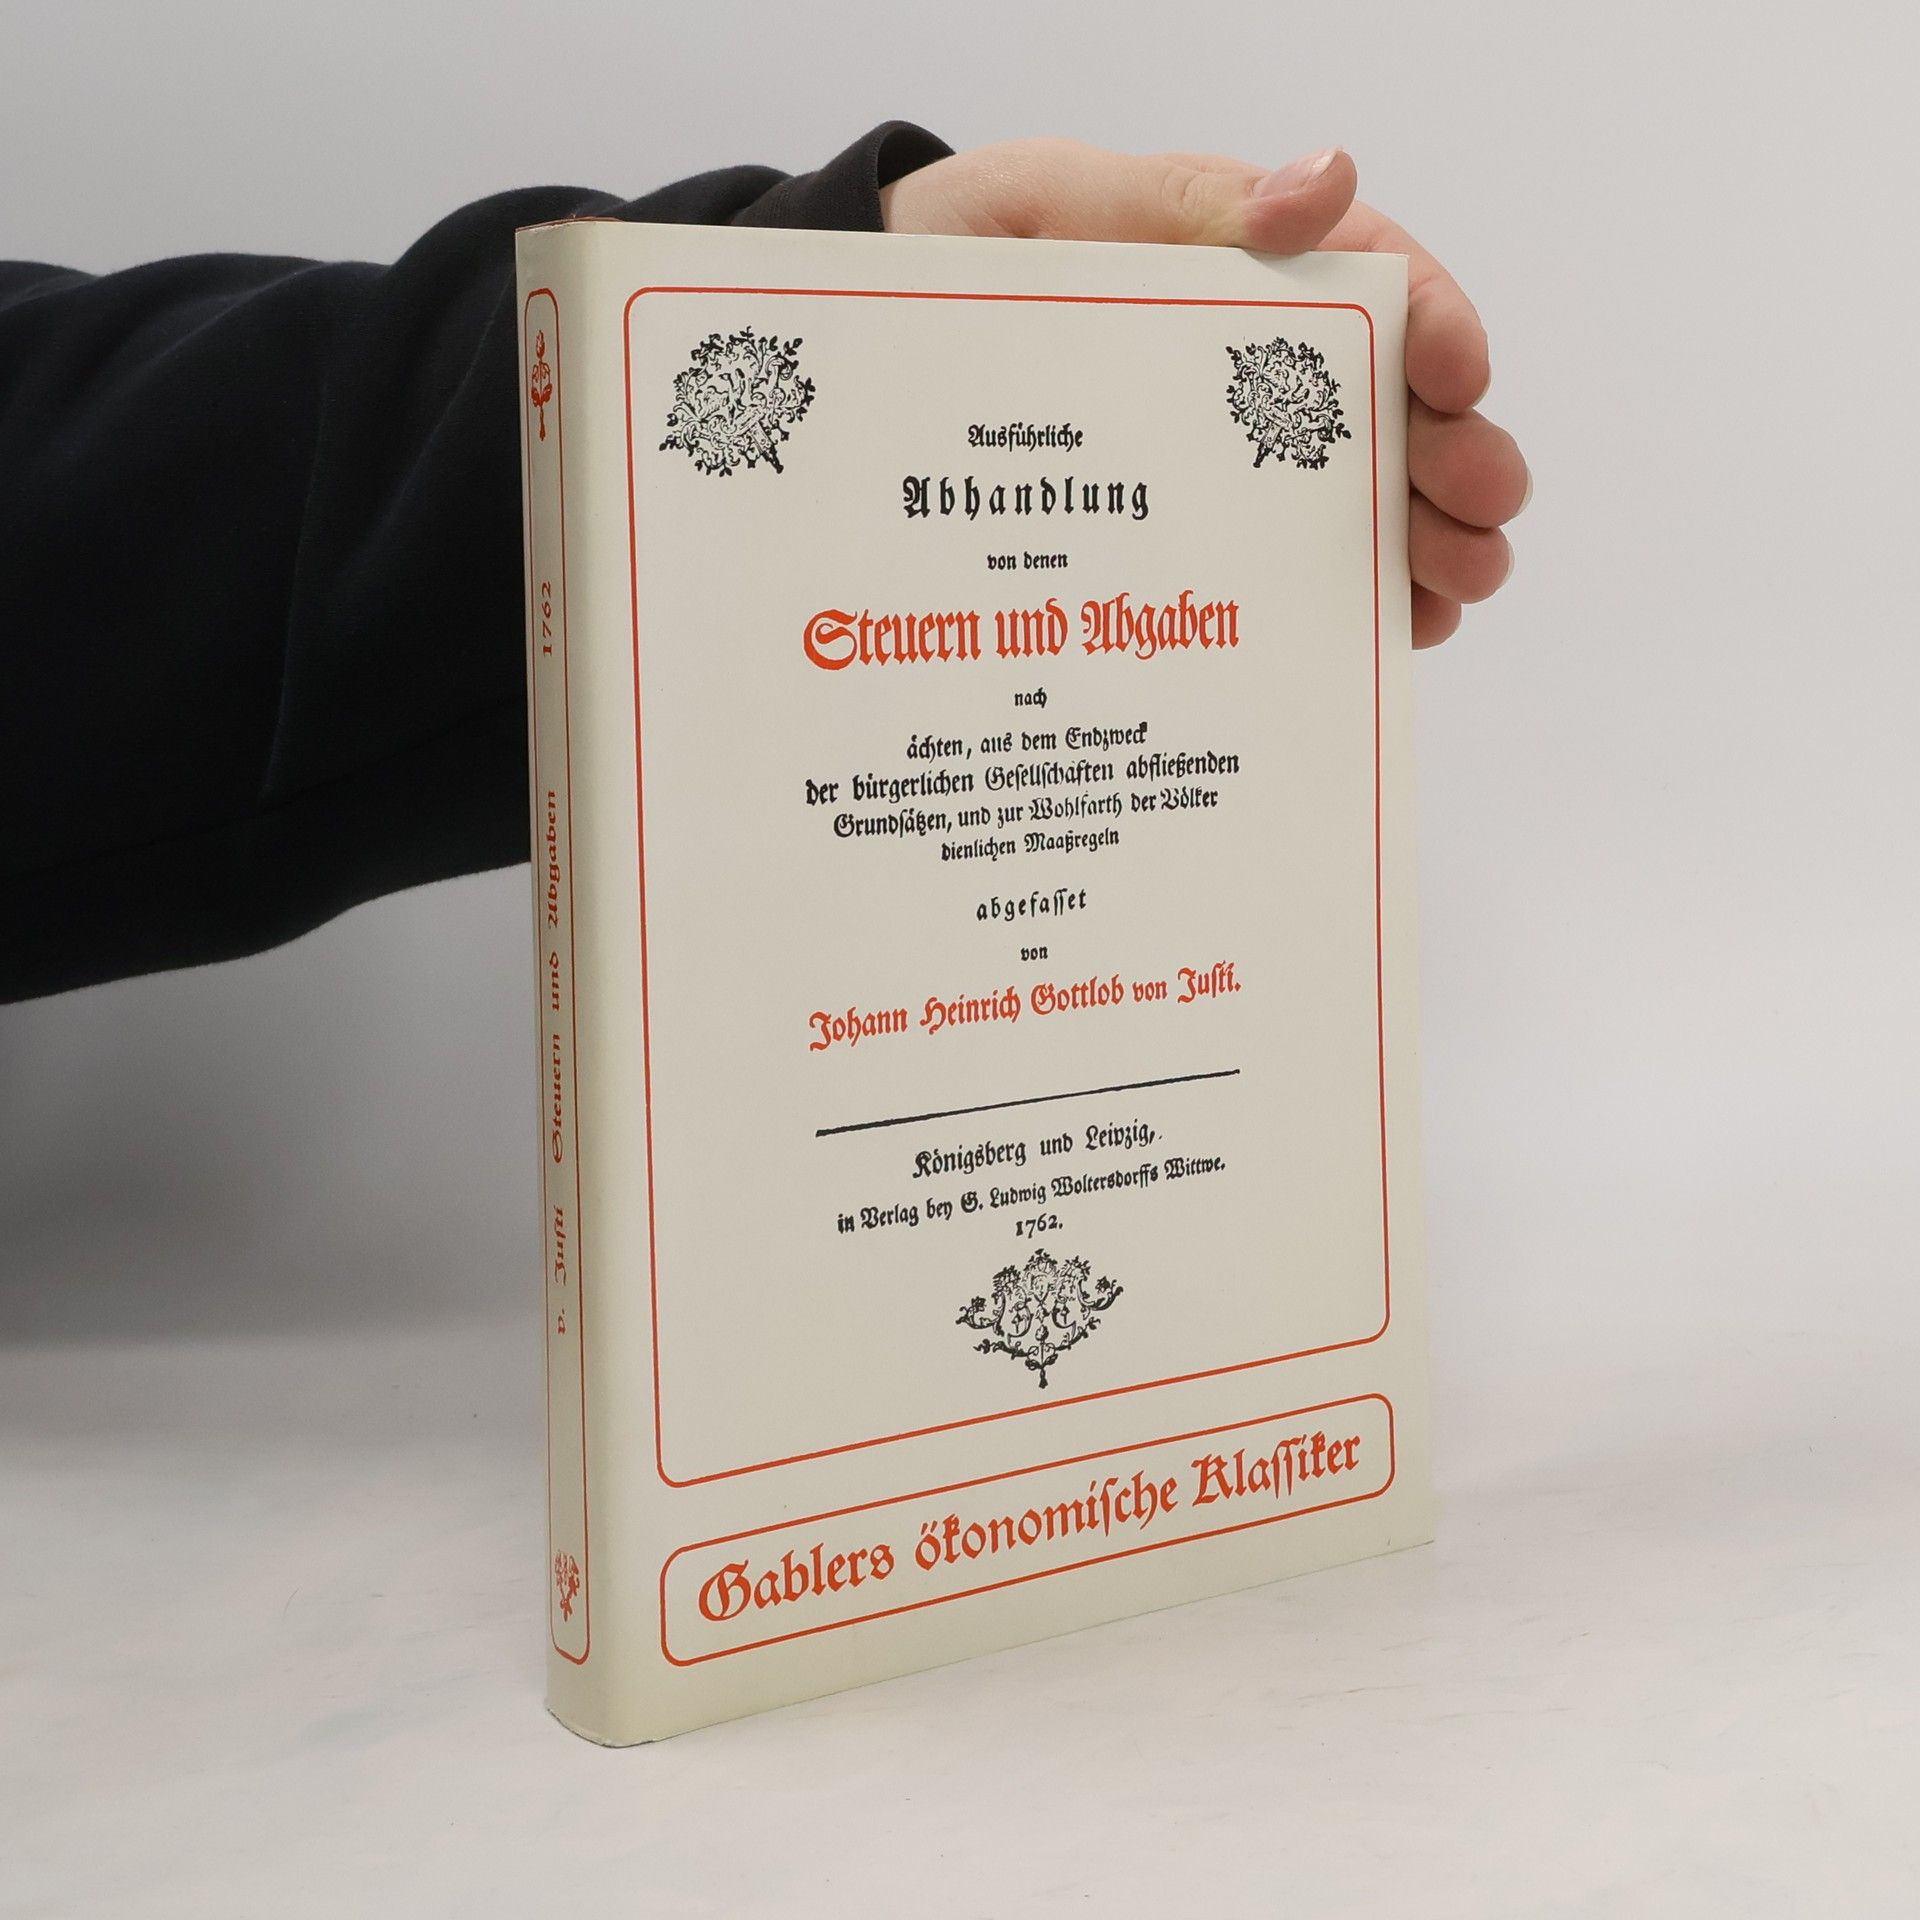 Ausführliche
Abhandlung
von denen
Steuern und Abgaben
nach
ächten, aus dem Endzweck
der bürgerlichen Gesellschaften abfließenden
Grundsätzen, und zur Wohlfarth der Völker
dienlichen Maaßregeln
abgefasset
von
Johann Heinrich Gottlob von Justi.
Königsberg und Leipzig,
in Verlag bey G. Ludwig Woltersdorffs Wittwe.
1762.
Gablers ökonomische Klassiker
v. Justi Steuern und Abgaben 1762